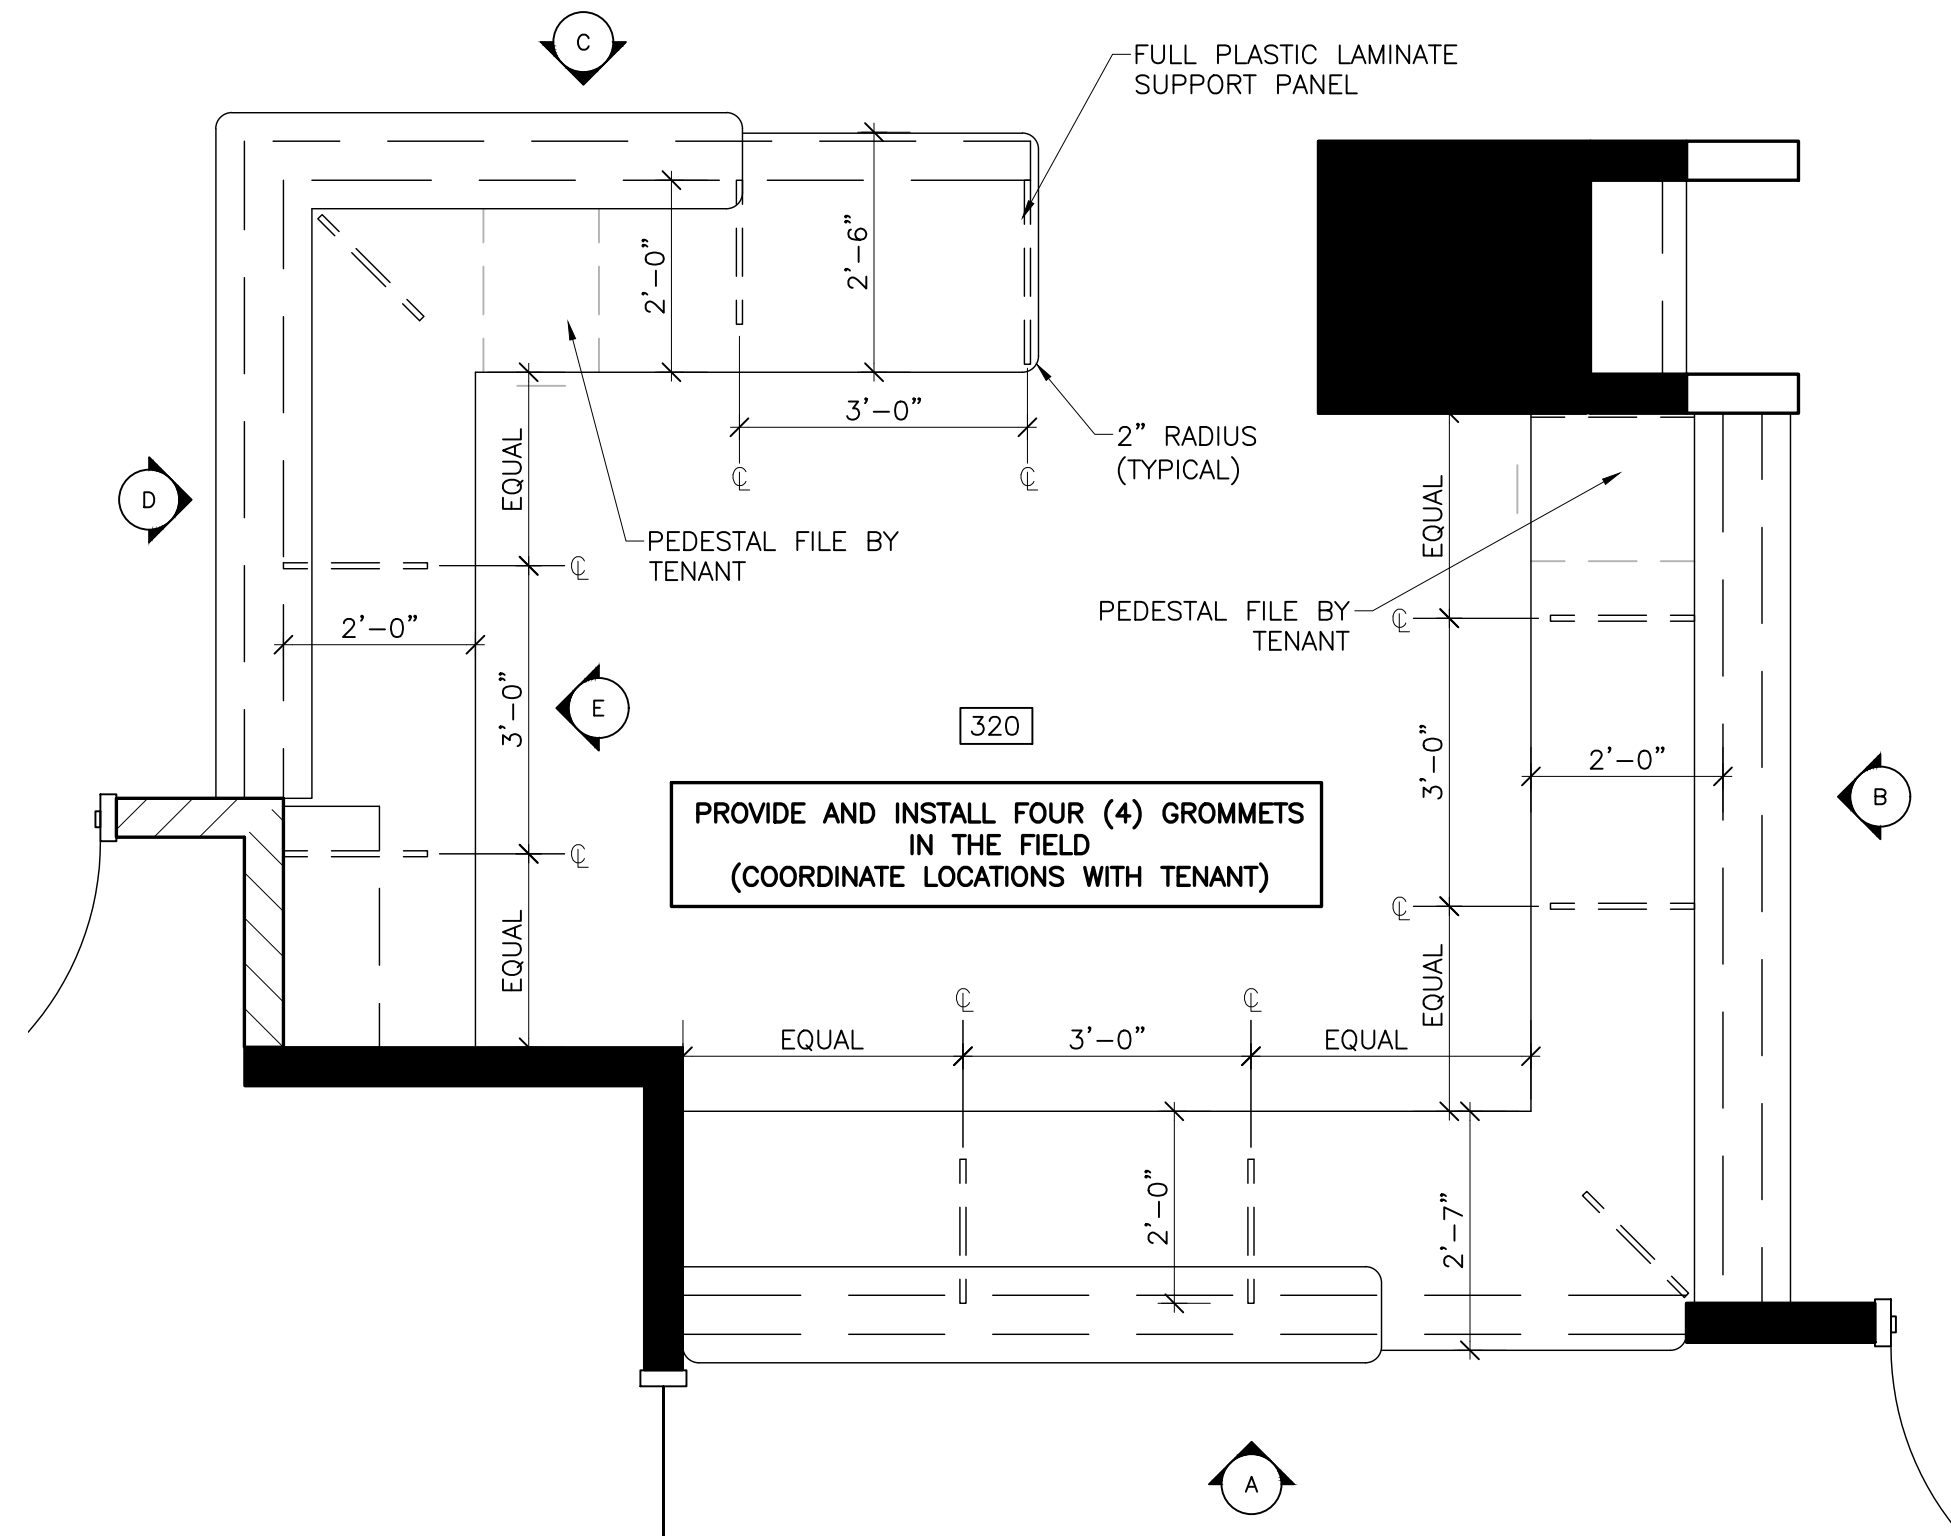 C
FULL PLASTIC LAMINATE
SUPPORT PANEL
2'-0"
2'-6"
3'-0"
℄
℄
2" RADIUS
(TYPICAL)
EQUAL
D
PEDESTAL FILE BY
TENANT
℄
EQUAL
PEDESTAL FILE BY
TENANT
℄
2'-0"
3'-0"
E
320
3'-0"
2'-0"
B
PROVIDE AND INSTALL FOUR (4) GROMMETS
IN THE FIELD
(COORDINATE LOCATIONS WITH TENANT)
℄
℄
EQUAL
EQUAL
℄
℄
EQUAL
3'-0"
EQUAL
2'-0"
2'-7"
A